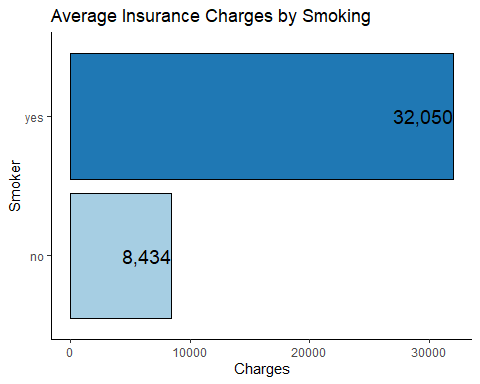 Average Insurance Charges by Smoking
yes
32,050
Smoker
no
8,434
0 10000 20000 30000
Charges